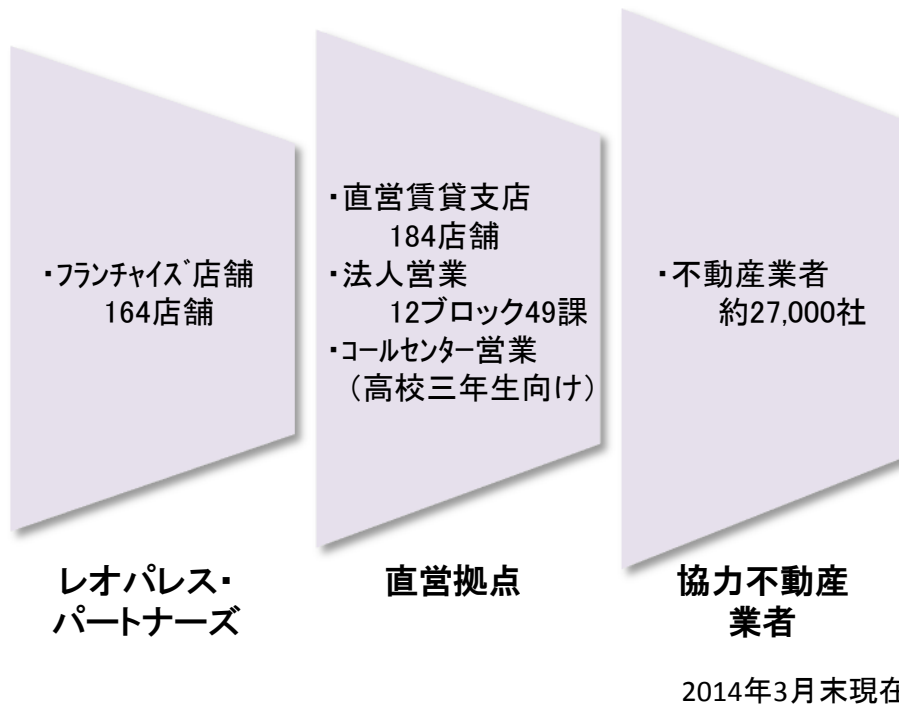 ・フランチャイズ店舗
164店舗
・直営賃貸支店
184店舗
・法人営業
12ブロック49課
・コールセンター営業
（高校三年生向け）
・不動産業者
約27,000社
レオパレス・
パートナーズ
直営拠点
協力不動産
業者
2014年3月末現在